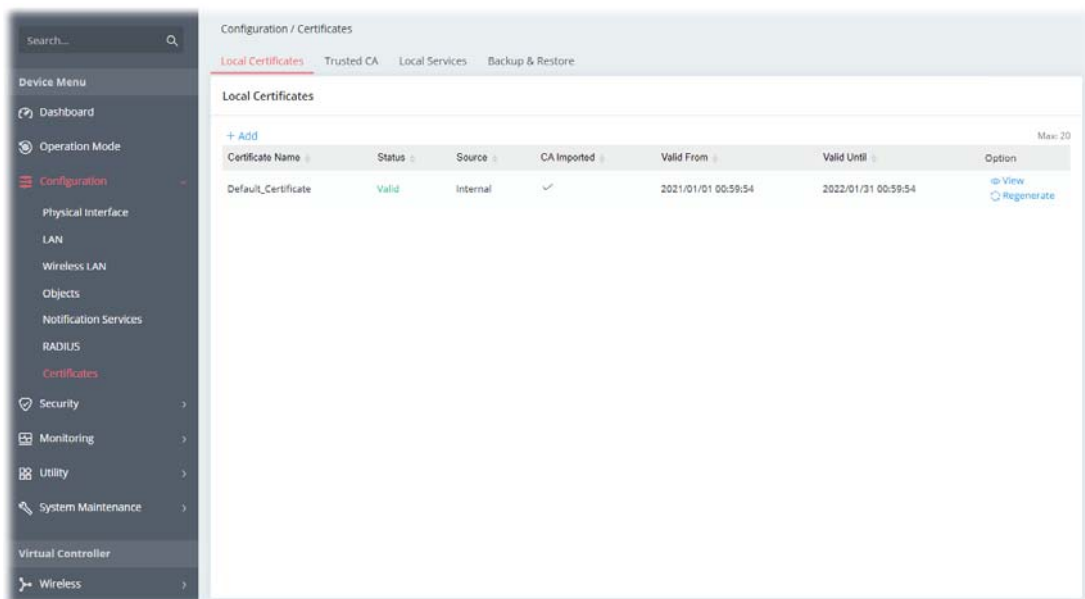 Search...
Device Menu
Dashboard
Operation Mode
Configuration
Physical Interface
LAN
Wireless LAN
Objects
Notification Services
RADIUS
Certificates
Security
Monitoring
Utility
System Maintenance
Virtual Controller
Wireless
Configuration / Certificates
Local Certificates Trusted CA Local Services Backup & Restore
Local Certificates
+ Add Max: 20
Certificate Name Status Source CA Imported Valid From Valid Until Option
Default_Certificate Valid Internal 2021/01/01 00:59:54 2022/01/31 00:59:54 View
Regenerate